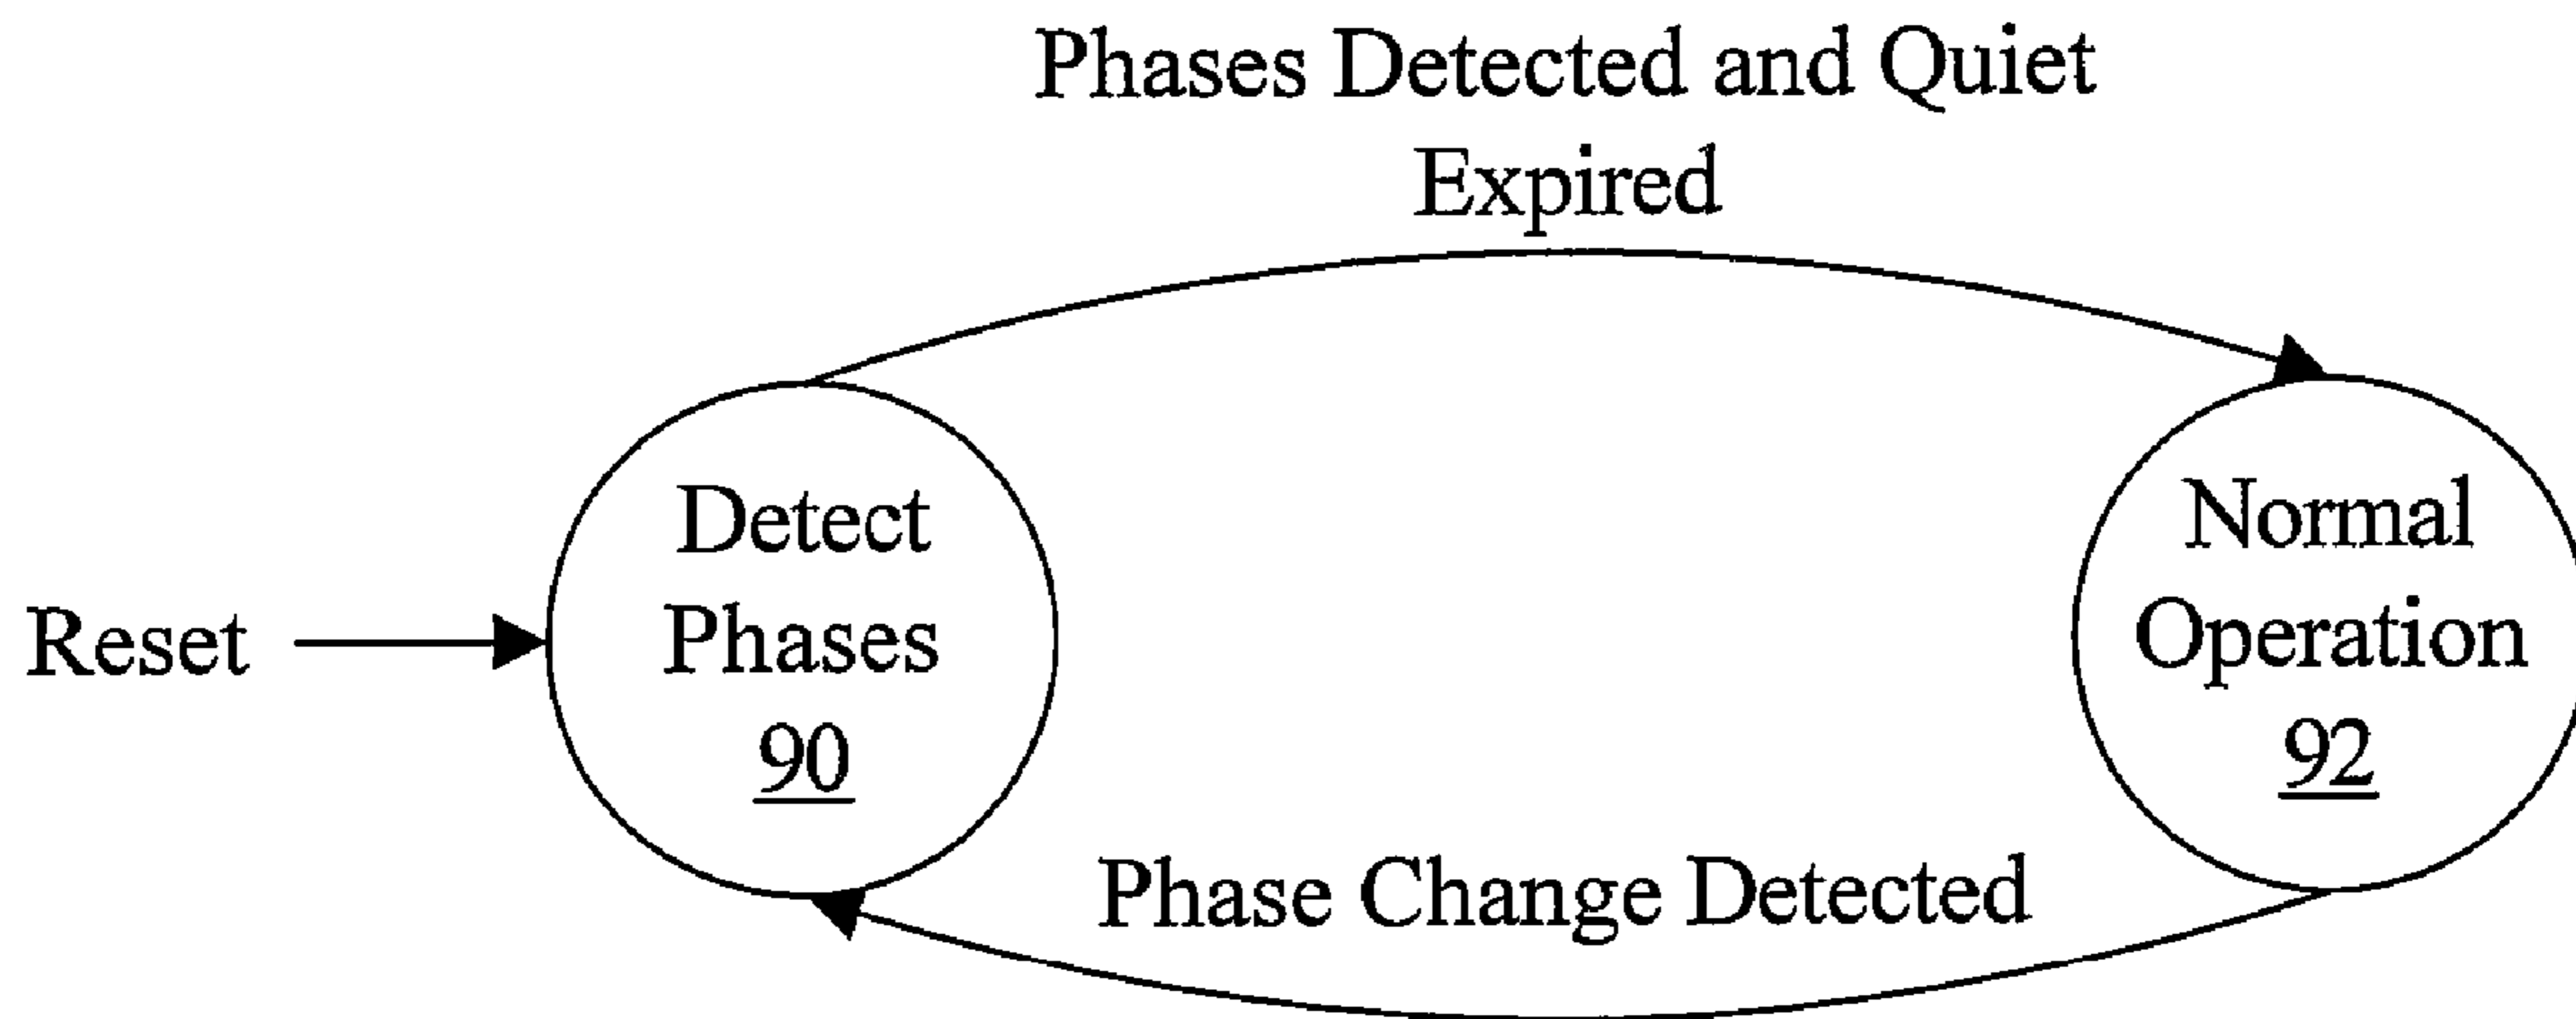 Phases Detected and Quiet
Expired
Reset
Detect
Phases
90
Normal
Operation
92
Phase Change Detected